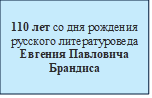 110 лет со дня рождения
русского литературоведа
Евгения Павловича
Брандиса